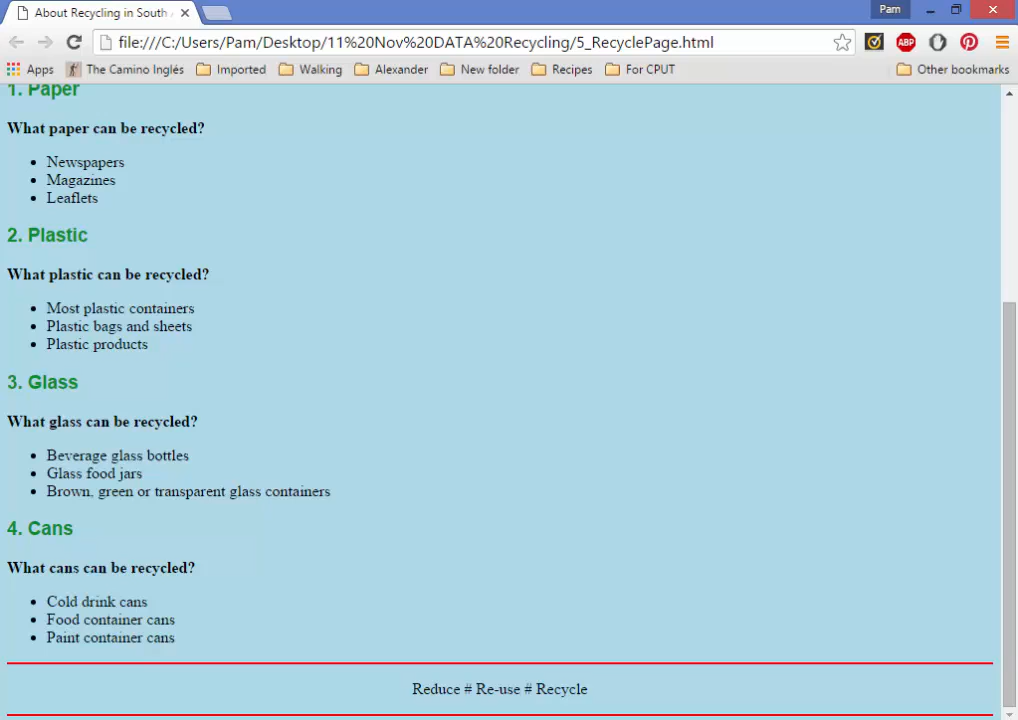 About Recycling in South
Pam
file:///C:/Users/Pam/Desktop/11%20Nov%20DATA%20Recycling/5_RecyclePage.html
ABP
Apps The Camino Inglés Imported Walking Alexander New folder Recipes For CPUT Other bookmarks
1. Paper
What paper can be recycled?
• Newspapers
• Magazines
• Leaflets
2. Plastic
What plastic can be recycled?
• Most plastic containers
• Plastic bags and sheets
• Plastic products
3. Glass
What glass can be recycled?
• Beverage glass bottles
• Glass food jars
• Brown, green or transparent glass containers
4. Cans
What cans can be recycled?
• Cold drink cans
• Food container cans
• Paint container cans
Reduce # Re-use # Recycle